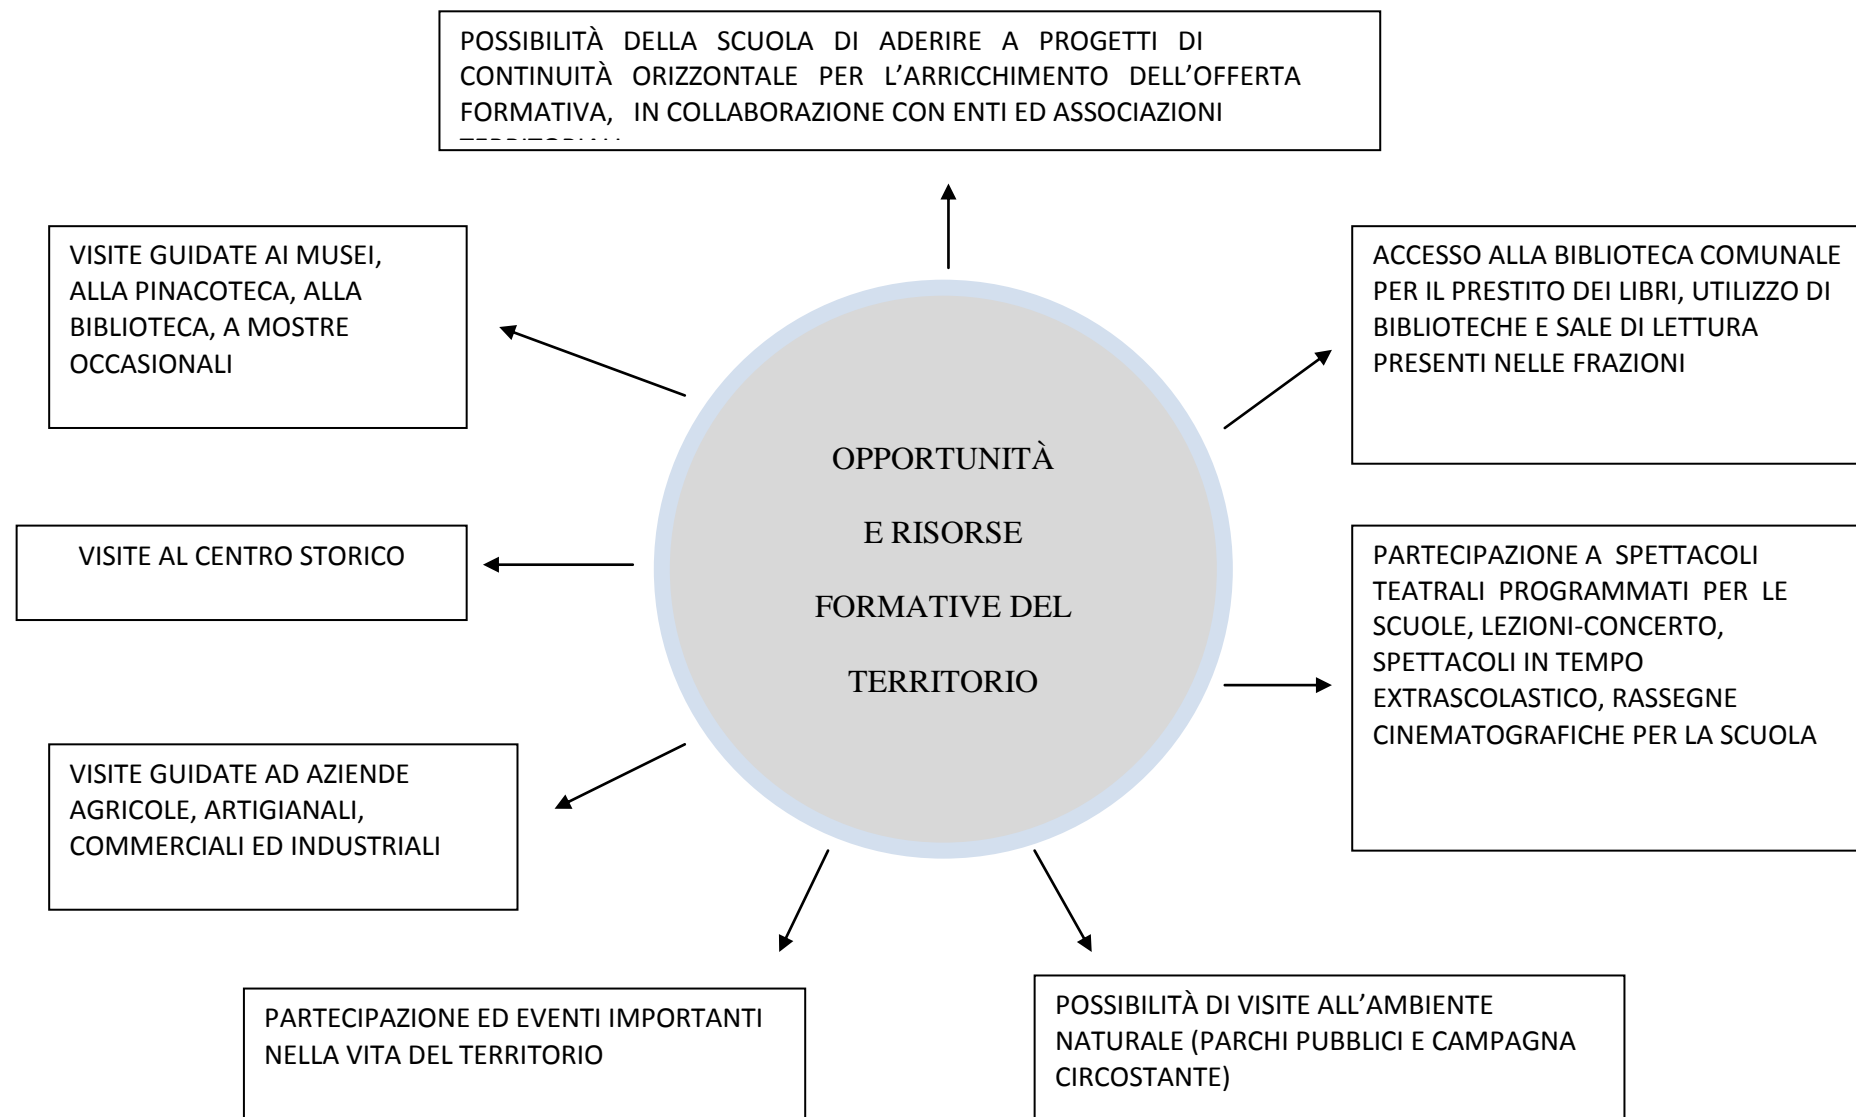 POSSIBILITÀ DELLA SCUOLA DI ADERIRE A PROGETTI DI
CONTINUITÀ ORIZZONTALE PER L’ARRICCHIMENTO DELL’OFFERTA
FORMATIVA, IN COLLABORAZIONE CON ENTI ED ASSOCIAZIONI
VISITE GUIDATE AI MUSEI,
ALLA PINACOTECA, ALLA
BIBLIOTECA, A MOSTRE
OCCASIONALI
ACCESSO ALLA BIBLIOTECA COMUNALE
PER IL PRESTITO DEI LIBRI, UTILIZZO DI
BIBLIOTECHE E SALE DI LETTURA
PRESENTI NELLE FRAZIONI
OPPORTUNITÀ
E RISORSE
FORMATIVE DEL
TERRITORIO
VISITE AL CENTRO STORICO
PARTECIPAZIONE A SPETTACOLI
TEATRALI PROGRAMMATI PER LE
SCUOLE, LEZIONI-CONCERTO,
SPETTACOLI IN TEMPO
EXTRASCOLASTICO, RASSEGNE
CINEMATOGRAFICHE PER LA SCUOLA
VISITE GUIDATE AD AZIENDE
AGRICOLE, ARTIGIANALI,
COMMERCIALI ED INDUSTRIALI
PARTECIPAZIONE ED EVENTI IMPORTANTI
NELLA VITA DEL TERRITORIO
POSSIBILITÀ DI VISITE ALL’AMBIENTE
NATURALE (PARCHI PUBBLICI E CAMPAGNA
CIRCOSTANTE)